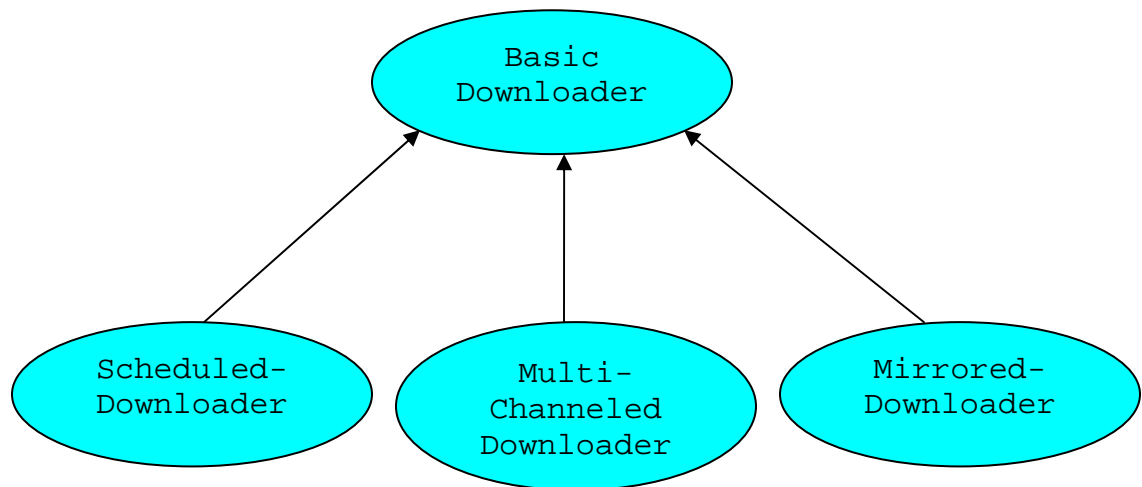 Basic
Downloader
Scheduled-
Downloader
Multi-
Channeled
Downloader
Mirrored-
Downloader